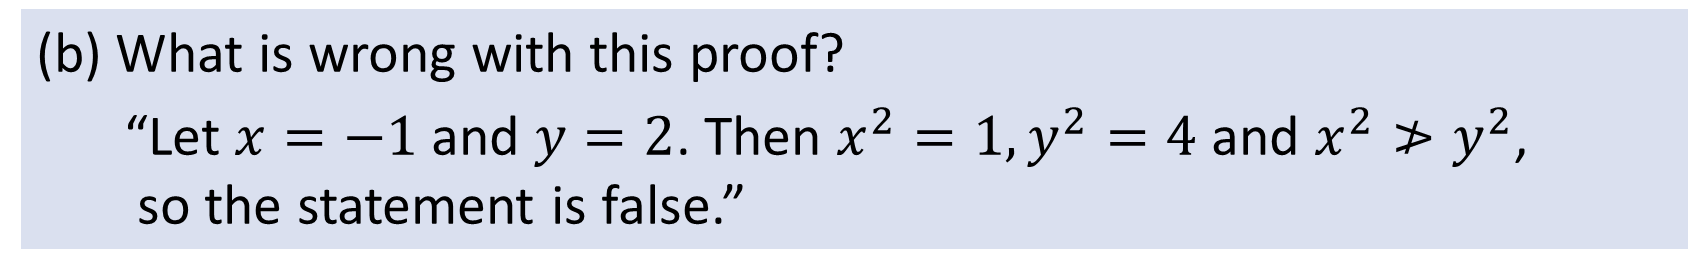 (b) What is wrong with this proof?
“Let 𝑥 = −1 and 𝑦 = 2. Then 𝑥² = 1, 𝑦² = 4 and 𝑥² ≯ 𝑦²,
so the statement is false.”